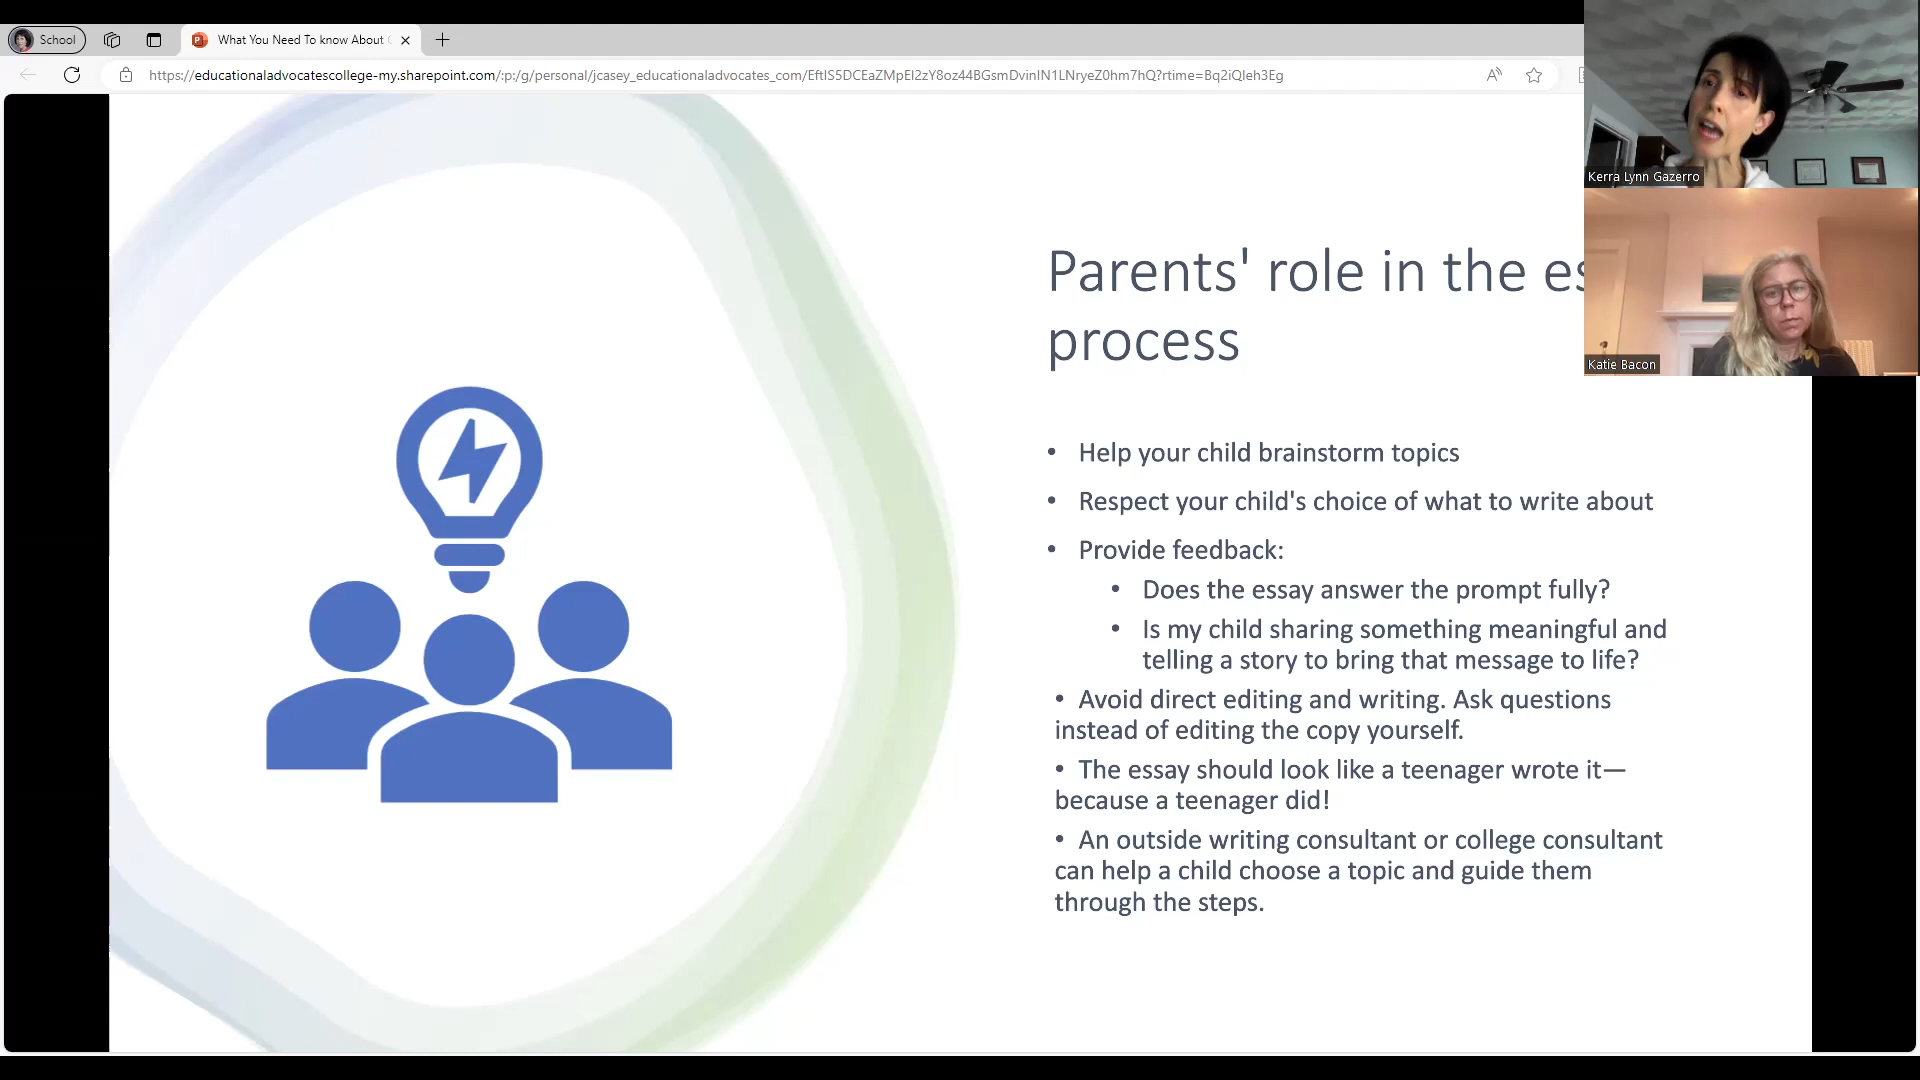 School
What You Need To know About
https://educationaladvocatescollege-my.sharepoint.com/:p:/g/personal/jcasey_educationaladvocates_com/EftIS5DCEaZMpEI2zY8oz44BGsmDvinIN1LNryeZ0hm7hQ?rtime=Bq2iQIeh3Eg
Kerra Lynn Gazerro
Katie Bacon
Parents' role in the
process
• Help your child brainstorm topics
• Respect your child's choice of what to write about
• Provide feedback:
• Does the essay answer the prompt fully?
• Is my child sharing something meaningful and
telling a story to bring that message to life?
• Avoid direct editing and writing. Ask questions
instead of editing the copy yourself.
• The essay should look like a teenager wrote it—
because a teenager did!
• An outside writing consultant or college consultant
can help a child choose a topic and guide them
through the steps.